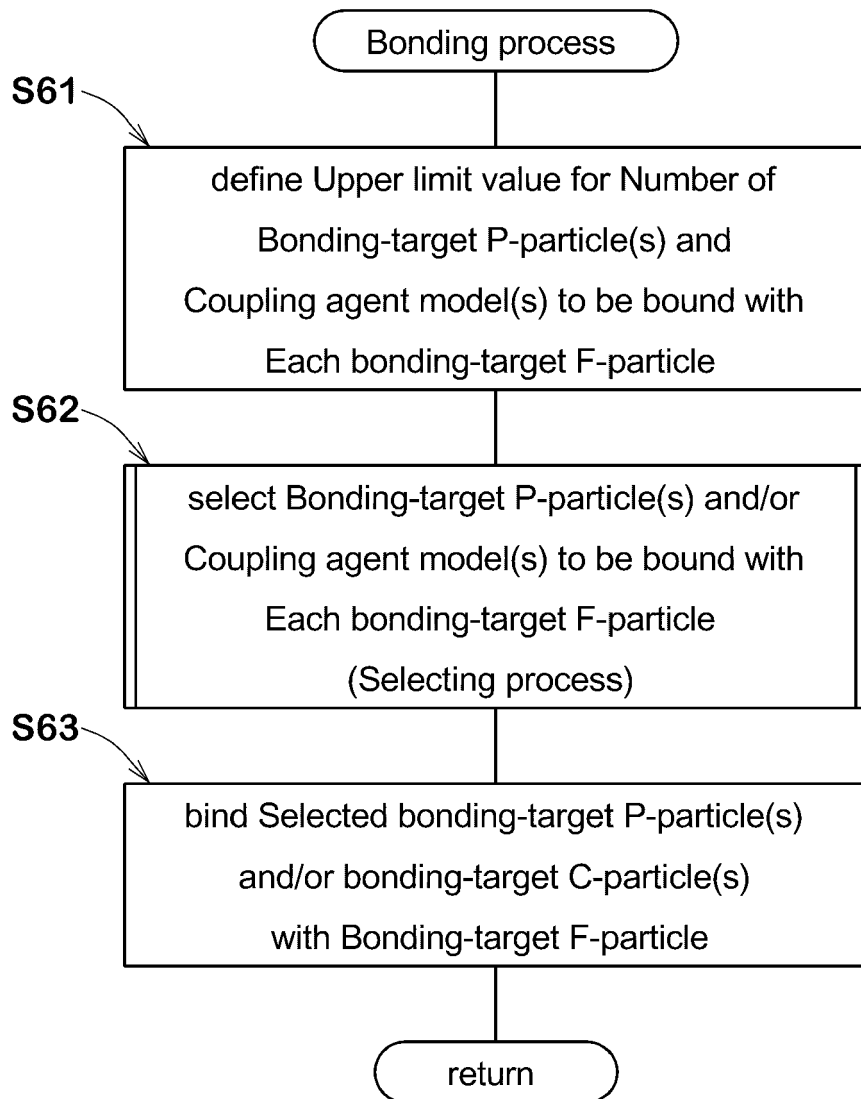 Bonding process
S61
define Upper limit value for Number of
Bonding-target P-particle(s) and
Coupling agent model(s) to be bound with
Each bonding-target F-particle
S62
select Bonding-target P-particle(s) and/or
Coupling agent model(s) to be bound with
Each bonding-target F-particle
(Selecting process)
S63
bind Selected bonding-target P-particle(s)
and/or bonding-target C-particle(s)
with Bonding-target F-particle
return